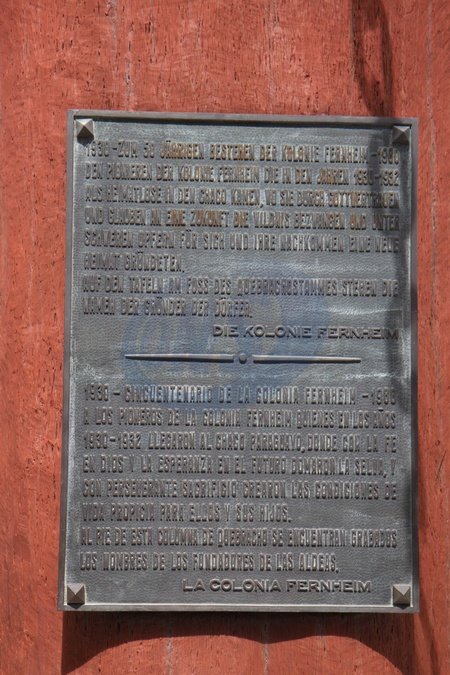 1930-ZUM 50 JÄHRIGEN BESTEHEN DER KOLONIE FERNHEIM-1980
DEN PIONIEREN DER KOLONIE FERNHEIM DIE IN DEN JAHREN 1930-1932
ALS HEIMATLOSE IN DEN CHACO KAMEN, WO SIE DURCH GOTTVERTRAUEN
UND GLAUBEN AN EINE ZUKUNFT DIE WILDNIS BEZWANGEN UND UNTER
SCHWEREN OPFERN FÜR SICH UND IHRE NACHKOMMEN EINE NEUE
HEIMAT GRÜNDETEN.
AUF DEN TAFELN AM FUSS DES QUEBRACHOSTAMMES STEHEN DIE
NAMEN DER GRÜNDER DER DÖRFER.
DIE KOLONIE FERNHEIM
1930 - CINCUENTENARIO DE LA COLONIA FERNHEIM - 1980
A LOS PIONEROS DE LA COLONIA FERNHEIM QUIENES EN LOS AÑOS
1930-1932 LLEGARON AL CHACO PARAGUAYO, DONDE CON LA FE
EN DIOS Y LA ESPERANZA EN EL FUTURO DOMARON LA SELVA, Y
CON PERSEVERANTE SACRIFICIO CREARON LAS CONDICIONES DE
VIDA PROPICIA PARA ELLOS Y SUS HIJOS.
AL PIE DE ESTA COLUMNA DE QUEBRACHO SE ENCUENTRAN GRABADOS
LOS NOMBRES DE LOS FUNDADORES DE LAS ALDEAS.
LA COLONIA FERNHEIM